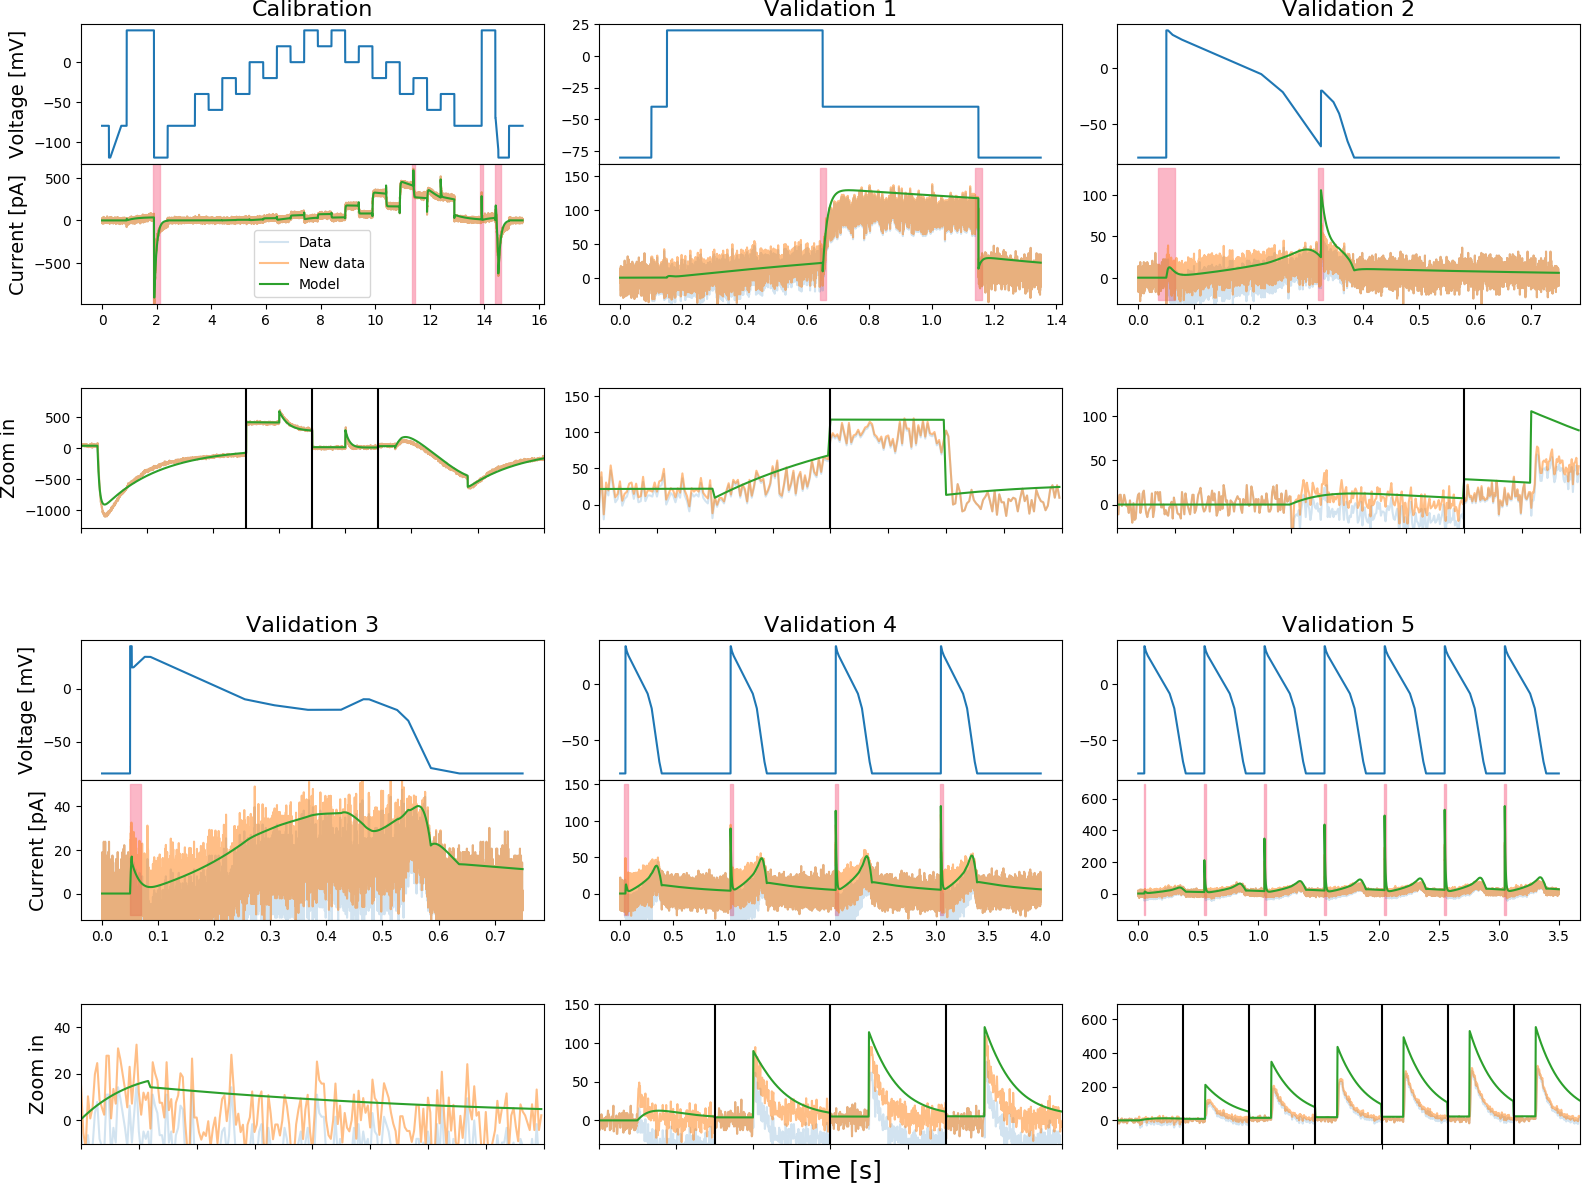 Calibration
Validation 1
Validation 2
Voltage [mV]
0
−50
−100
25
0
−25
−50
−75
0
−50
Current [pA]
500
0
−500
Data
New data
Model
150
100
50
0
100
50
0
0 2 4 6 8 10 12 14 16
0.0 0.2 0.4 0.6 0.8 1.0 1.2 1.4
0.0 0.1 0.2 0.3 0.4 0.5 0.6 0.7
Zoom in
500
0
−500
−1000
150
100
50
0
100
50
0
Validation 3
Validation 4
Validation 5
Voltage [mV]
0
−50
0
−50
0
−50
Current [pA]
40
20
0
150
100
50
0
600
400
200
0
0.0 0.1 0.2 0.3 0.4 0.5 0.6 0.7
0.0 0.5 1.0 1.5 2.0 2.5 3.0 3.5 4.0
0.0 0.5 1.0 1.5 2.0 2.5 3.0 3.5
Zoom in
40
20
0
150
100
50
0
600
400
200
0
Time [s]